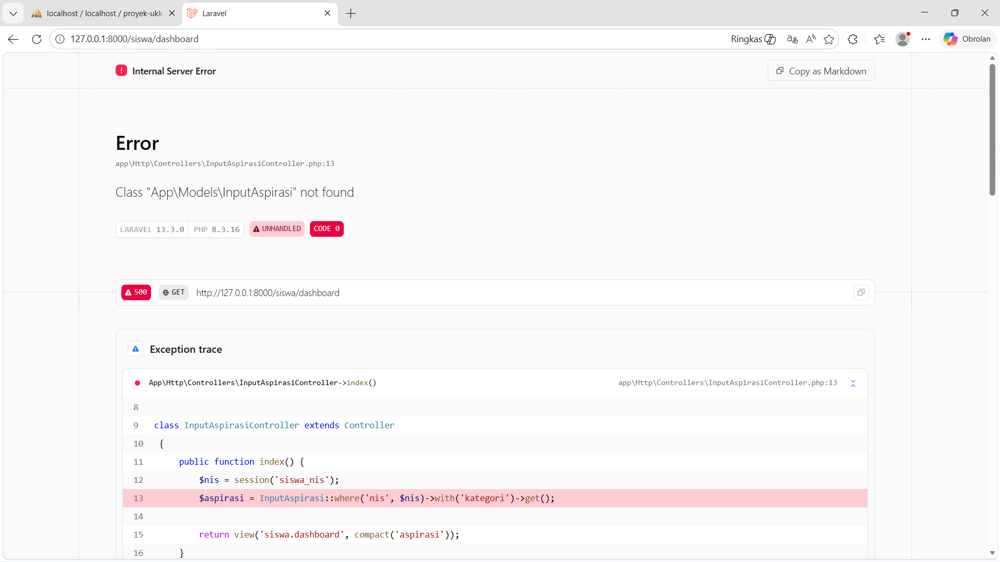 localhost / localhost / proyek-ukk /
Laravel
127.0.0.1:8000/siswa/dashboard
Ringkas
Obrolan
Internal Server Error
Copy as Markdown
Error
app\Http\Controllers\InputAspirasiController.php:13
Class "App\Models\InputAspirasi" not found
LARAVEL 13.3.0 PHP 8.3.16 UNHANDLED CODE 0
500 GET http://127.0.0.1:8000/siswa/dashboard
Exception trace
App\Http\Controllers\InputAspirasiController->index() app\Http\Controllers\InputAspirasiController.php:13
8
9 class InputAspirasiController extends Controller
10 {
11 public function index() {
12 $nis = session('siswa_nis');
13 $aspirasi = InputAspirasi::where('nis', $nis)->with('kategori')->get();
14
15 return view('siswa.dashboard', compact('aspirasi'));
16 }